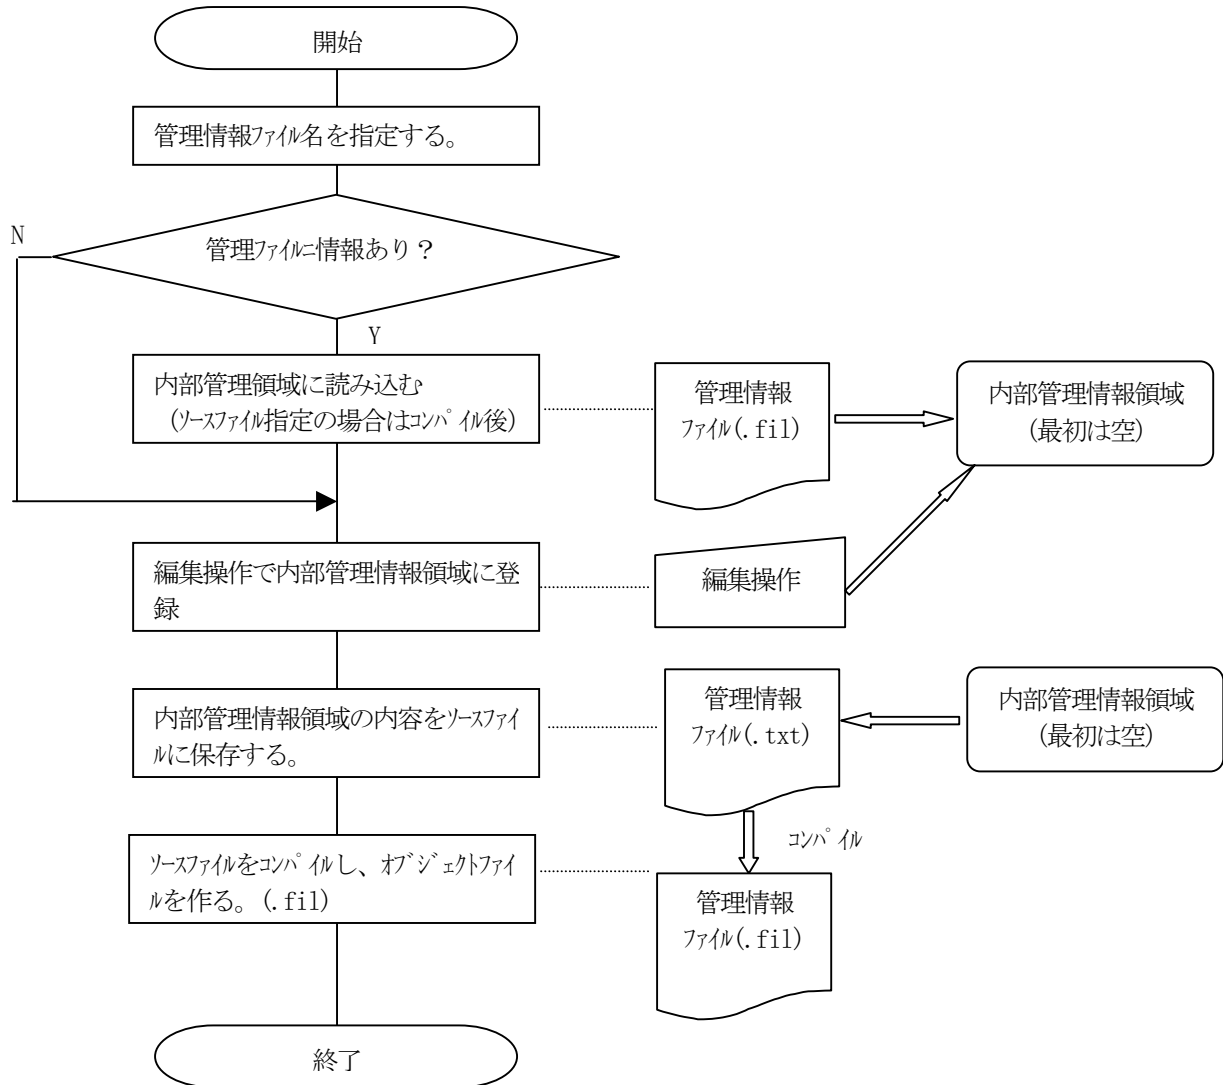 開始
管理情報ﾌｧｲﾙ名を指定する。
N
管理ﾌｧｲﾙﾆ情報あり？
Y
内部管理領域に読み込む
（ｿｰｽﾌｧｲﾙ指定の場合はｺﾝﾊﾟｲﾙ後）
管理情報
ﾌｧｲﾙ(.fil)
内部管理情報領域
(最初は空)
編集操作で内部管理情報領域に登
録
編集操作
内部管理情報領域の内容をｿｰｽﾌｧｲ
ﾙに保存する。
管理情報
ﾌｧｲﾙ(.txt)
内部管理情報領域
(最初は空)
ｺﾝﾊﾟｲﾙ
ｿｰｽﾌｧｲﾙをｺﾝﾊﾟｲﾙし、ｵﾌﾞｼﾞｪｸﾄﾌｧｲ
ﾙを作る。(.fil)
管理情報
ﾌｧｲﾙ(.fil)
終了